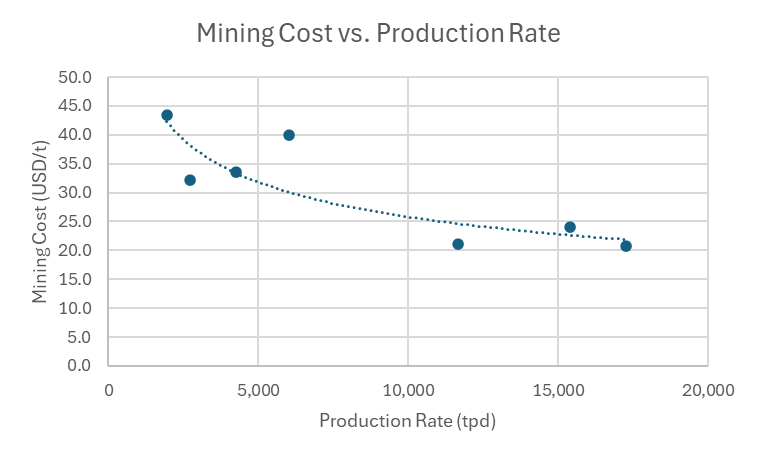 Mining Cost vs. Production Rate
50.0
45.0
40.0
35.0
30.0
25.0
20.0
15.0
10.0
5.0
0.0
Mining Cost (USD/t)
0 5,000 10,000 15,000 20,000
Production Rate (tpd)